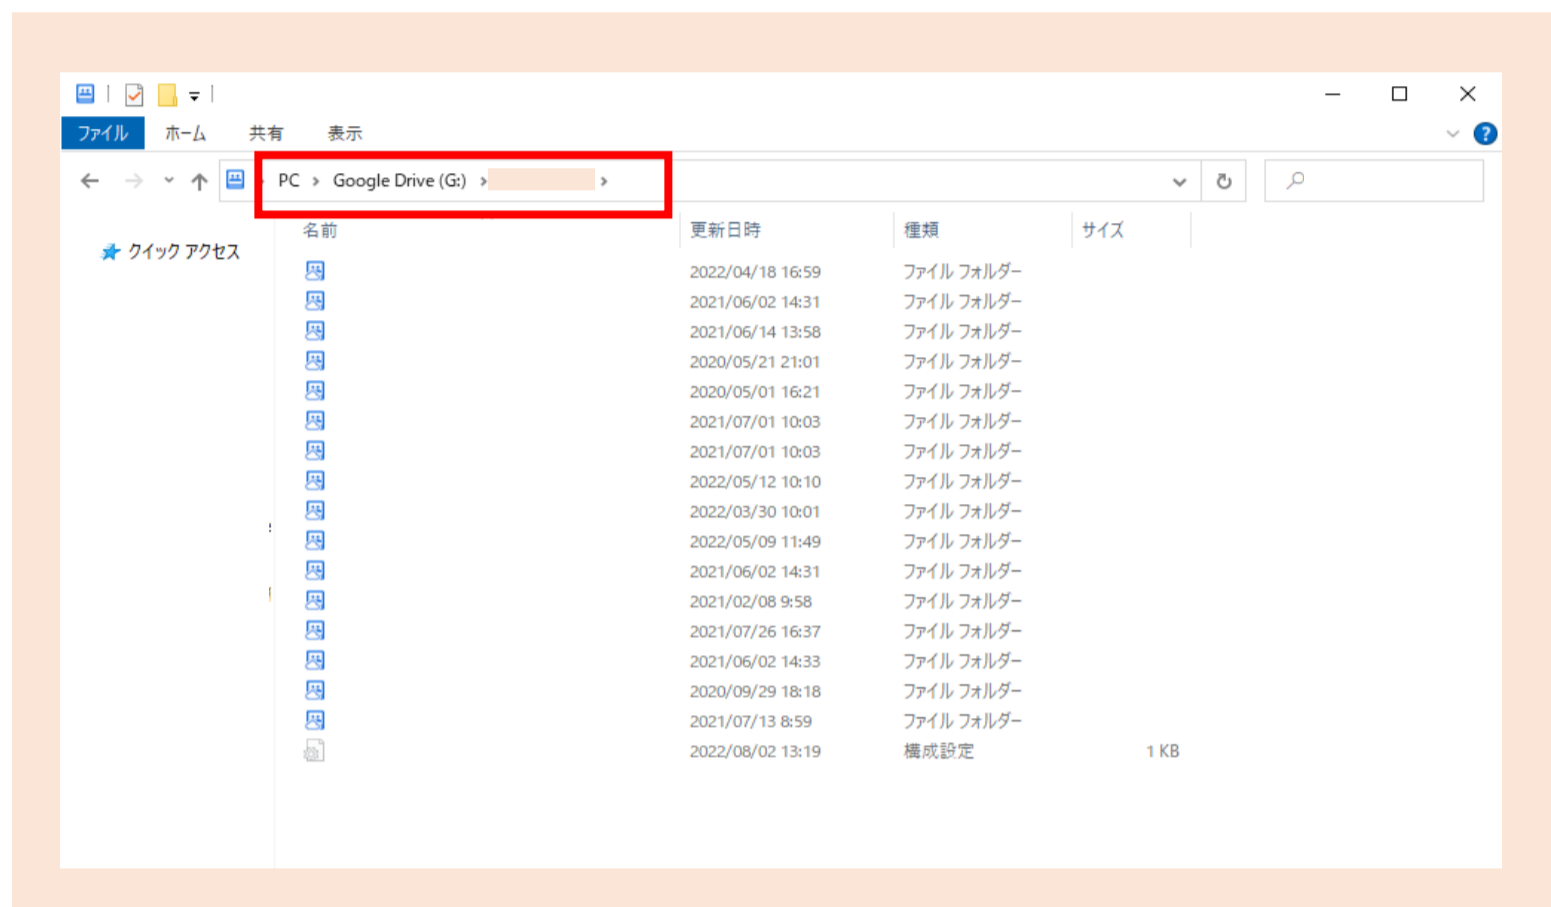 ファイル ホーム 共有 表示 ?
PC > Google Drive (G:) > >
クイック アクセス
名前 更新日時 種類 サイズ
2022/04/18 16:59 ファイル フォルダー
2021/06/02 14:31 ファイル フォルダー
2021/06/14 13:58 ファイル フォルダー
2020/05/21 21:01 ファイル フォルダー
2020/05/01 16:21 ファイル フォルダー
2021/07/01 10:03 ファイル フォルダー
2021/07/01 10:03 ファイル フォルダー
2022/05/12 10:10 ファイル フォルダー
2022/03/30 10:01 ファイル フォルダー
2022/05/09 11:49 ファイル フォルダー
2021/06/02 14:31 ファイル フォルダー
2021/02/08 9:58 ファイル フォルダー
2021/07/26 16:37 ファイル フォルダー
2021/06/02 14:33 ファイル フォルダー
2020/09/29 18:18 ファイル フォルダー
2021/07/13 8:59 ファイル フォルダー
2022/08/02 13:19 構成設定 1 KB